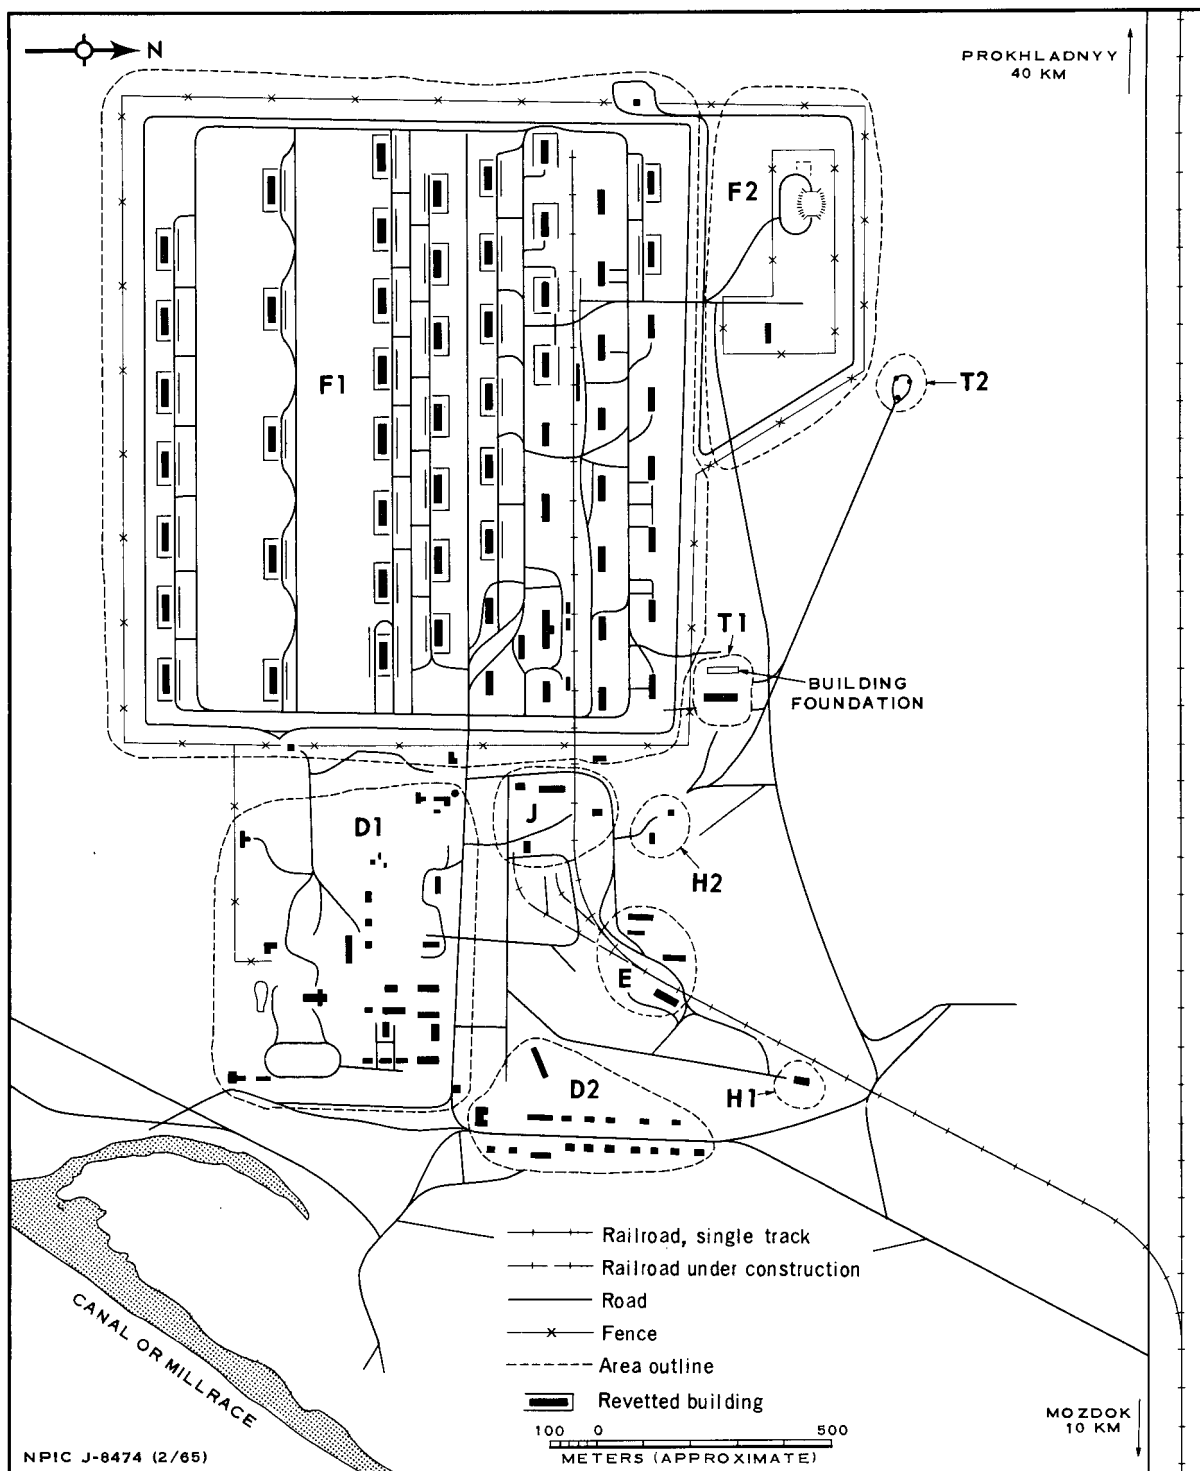 N
PROKHLADNYY
40 KM
F2
F1
T2
T1
BUILDING
FOUNDATION
D1
J
H2
E
D2
H1
Railroad, single track
Railroad under construction
Road
Fence
Area outline
Revetted building
CANAL OR MILLRACE
100 0 500
METERS (APPROXIMATE)
MOZDOK
10 KM
NPIC J-8474 (2/65)